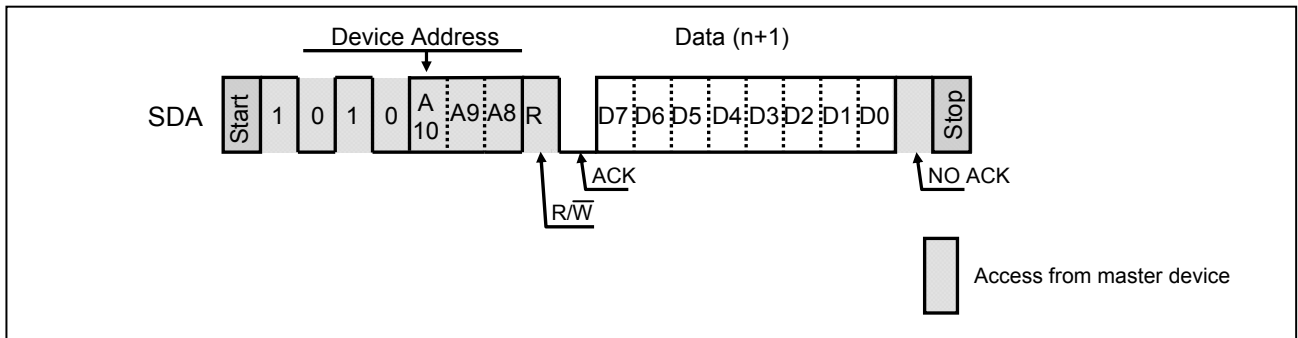 Device Address Data (n+1)
SDA Start 1 0 1 0 A 10 A9 A8 R D7 D6 D5 D4 D3 D2 D1 D0 Stop
ACK NO ACK
R/W̅
Access from master device